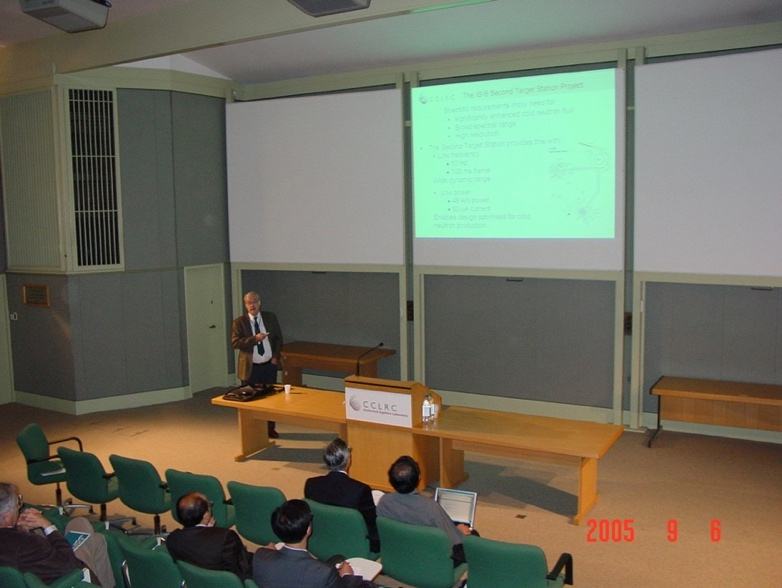 CCLRC The ISIS Second Target Station Project
Scientific requirements imply need for
• significantly enhanced cold neutron flux
• Broad spectral range
• High resolution
• The Second Target Station provides this with:
• Low frequency
• 10 Hz
• 100 ms frame
Wide dynamic range
• Low power
• 48 kW power
• 60 µA current
Enables design optimised for cold
neutron production
CCLRC
2005 9 6